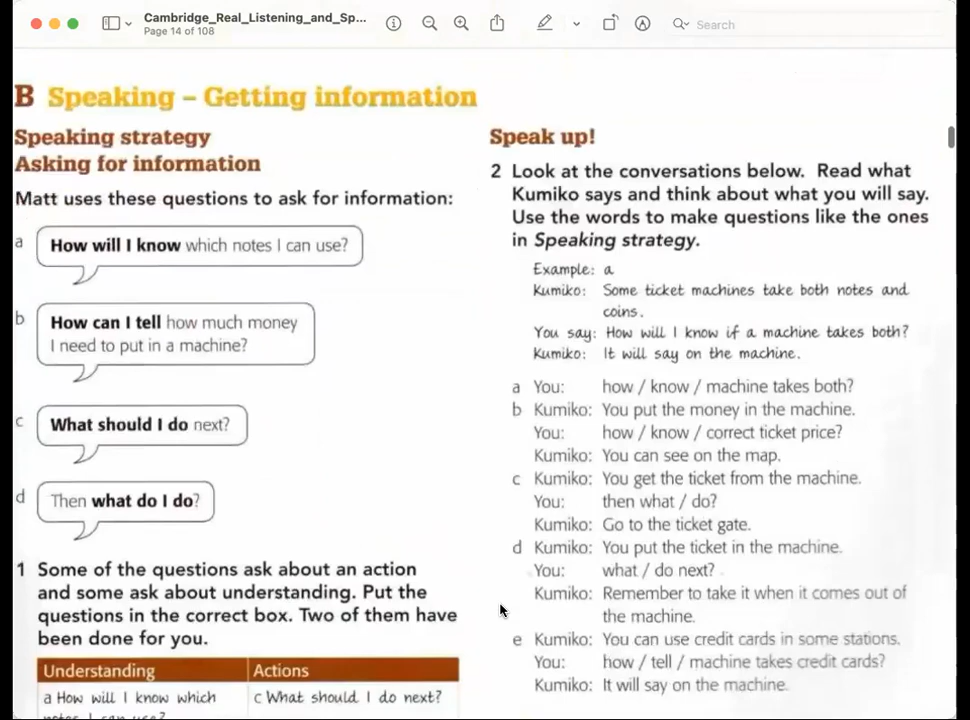 Cambridge_Real_Listening_and_Sp...
Page 14 of 108
Search
B Speaking – Getting information
Speaking strategy
Asking for information
Matt uses these questions to ask for information:
a How will I know which notes I can use?
b How can I tell how much money
I need to put in a machine?
c What should I do next?
d Then what do I do?
1 Some of the questions ask about an action
and some ask about understanding. Put the
questions in the correct box. Two of them have
been done for you.
Understanding Actions
a How will I know which c What should I do next?
notes I can use?
Speak up!
2 Look at the conversations below. Read what
Kumiko says and think about what you will say.
Use the words to make questions like the ones
in Speaking strategy.
Example: a
Kumiko: Some ticket machines take both notes and
coins.
You say: How will I know if a machine takes both?
Kumiko: It will say on the machine.
a You: how / know / machine takes both?
b Kumiko: You put the money in the machine.
You: how / know / correct ticket price?
Kumiko: You can see on the map.
c Kumiko: You get the ticket from the machine.
You: then what / do?
Kumiko: Go to the ticket gate.
d Kumiko: You put the ticket in the machine.
You: what / do next?
Kumiko: Remember to take it when it comes out of
the machine.
e Kumiko: You can use credit cards in some stations.
You: how / tell / machine takes credit cards?
Kumiko: It will say on the machine.